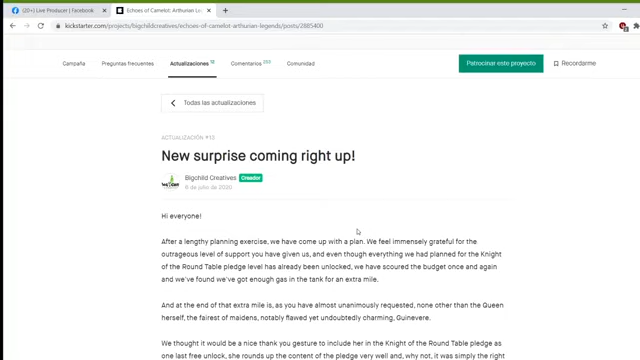 (20+) Live Producer | Facebook
Echoes of Camelot: Arthurian Leg
kickstarter.com/projects/bigchildcreatives/echoes-of-camelot-arthurian-legends/posts/2885400
Campaña
Preguntas frecuentes
Actualizaciones 13
Comentarios
Comunidad
Patrocinar este proyecto
Recordarme
Todas las actualizaciones
ACTUALIZACIÓN #13
New surprise coming right up!
Bigchild Creatives Creador
6 de julio de 2020
Hi everyone!
After a lengthy planning exercise, we have come up with a plan. We feel immensely grateful for the
outrageous level of support you have given us, and even though everything we had planned for the Knight
of the Round Table pledge level has already been unlocked, we have scoured the budget once and again
and we've found we've got enough gas in the tank for an extra mile.
And at the end of that extra mile is, as you have almost unanimously requested, none other than the Queen
herself, the fairest of maidens, notably flawed yet undoubtedly charming, Guinevere.
We thought it would be a nice thank you gesture to include her in the Knight of the Round Table pledge as
one last free unlock, she rounds up the content of the pledge very well and, why not, it was simply the right